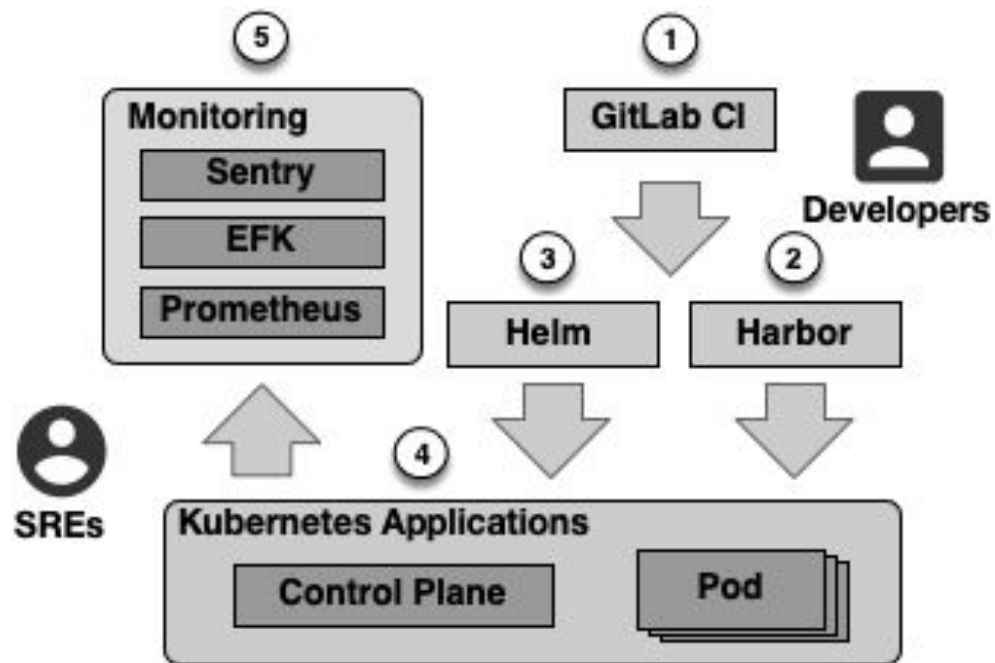 5
1
Monitoring
GitLab CI
Sentry
Developers
EFK
3
2
Prometheus
Helm
Harbor
4
SREs
Kubernetes Applications
Control Plane
Pod